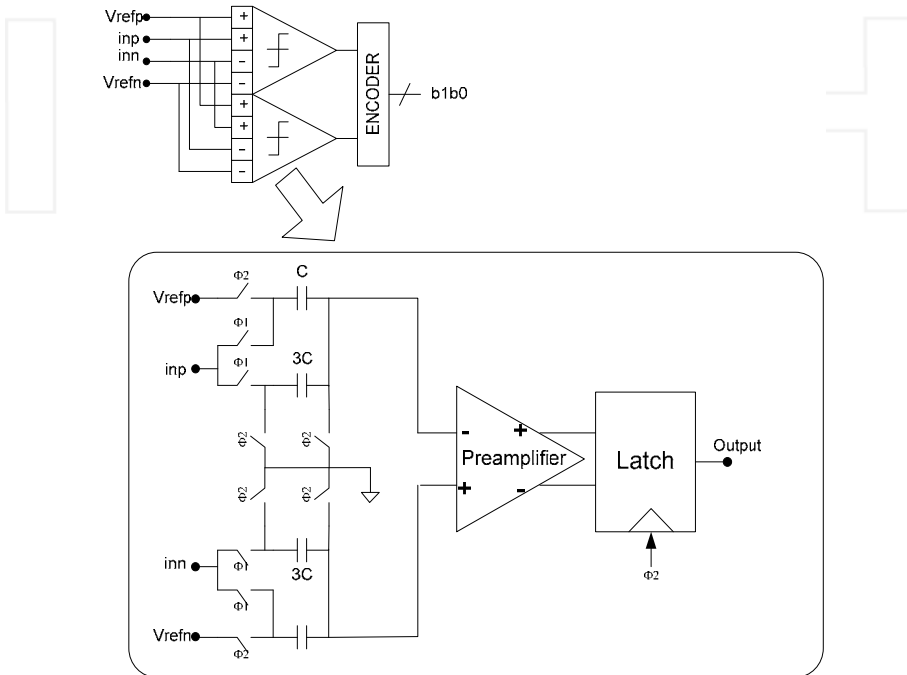 Vrefp
inp
inn
Vrefn
+
+
-
-
+
+
-
-
ENCODER
b1b0
Vrefp
Φ2
C
Φ1
inp
Φ1
3C
Φ2
Φ2
Φ2
Φ2
-
+
Preamplifier
+
-
Latch
Output
Φ2
inn
Φ1
3C
Φ1
Vrefn
Φ2